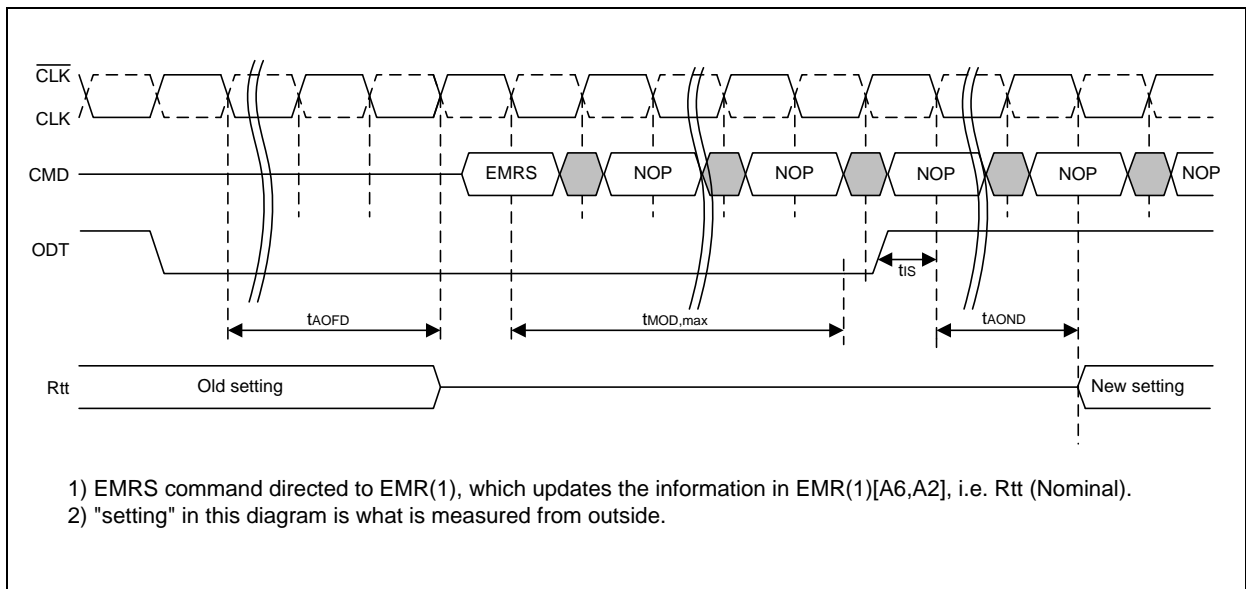 CLK
CLK
CMD EMRS NOP NOP NOP NOP NOP
ODT
tIS
tAOFD tMOD,max tAOND
Rtt Old setting New setting
1) EMRS command directed to EMR(1), which updates the information in EMR(1)[A6,A2], i.e. Rtt (Nominal).
2) "setting" in this diagram is what is measured from outside.